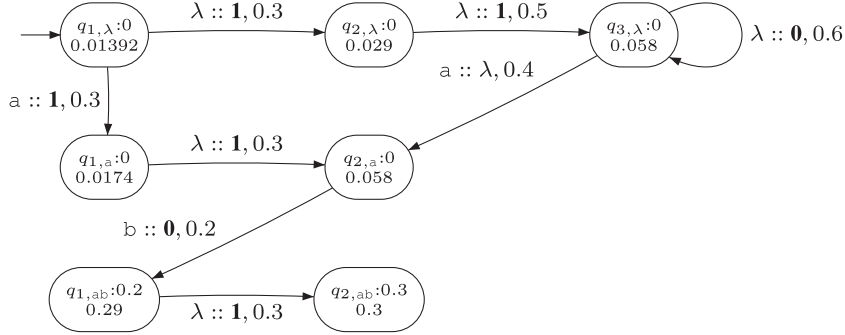 λ :: 1, 0.3
λ :: 1, 0.5
q₁,λ:0
0.01392
q₂,λ:0
0.029
q₃,λ:0
0.058
λ :: 0, 0.6
a :: λ, 0.4
a :: 1, 0.3
λ :: 1, 0.3
q₁,a:0
0.0174
q₂,a:0
0.058
b :: 0, 0.2
q₁,ab:0.2
0.29
q₂,ab:0.3
0.3
λ :: 1, 0.3